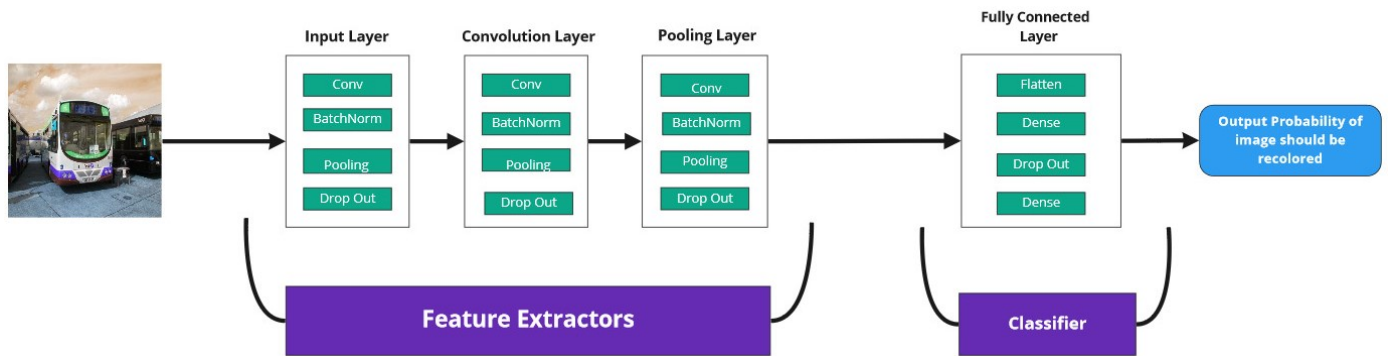 Input Layer
Conv
BatchNorm
Pooling
Drop Out
Convolution Layer
Conv
BatchNorm
Pooling
Drop Out
Pooling Layer
Conv
BatchNorm
Pooling
Drop Out
Fully Connected
Layer
Flatten
Dense
Drop Out
Dense
Output Probability of
image should be
recolored
Feature Extractors
Classifier